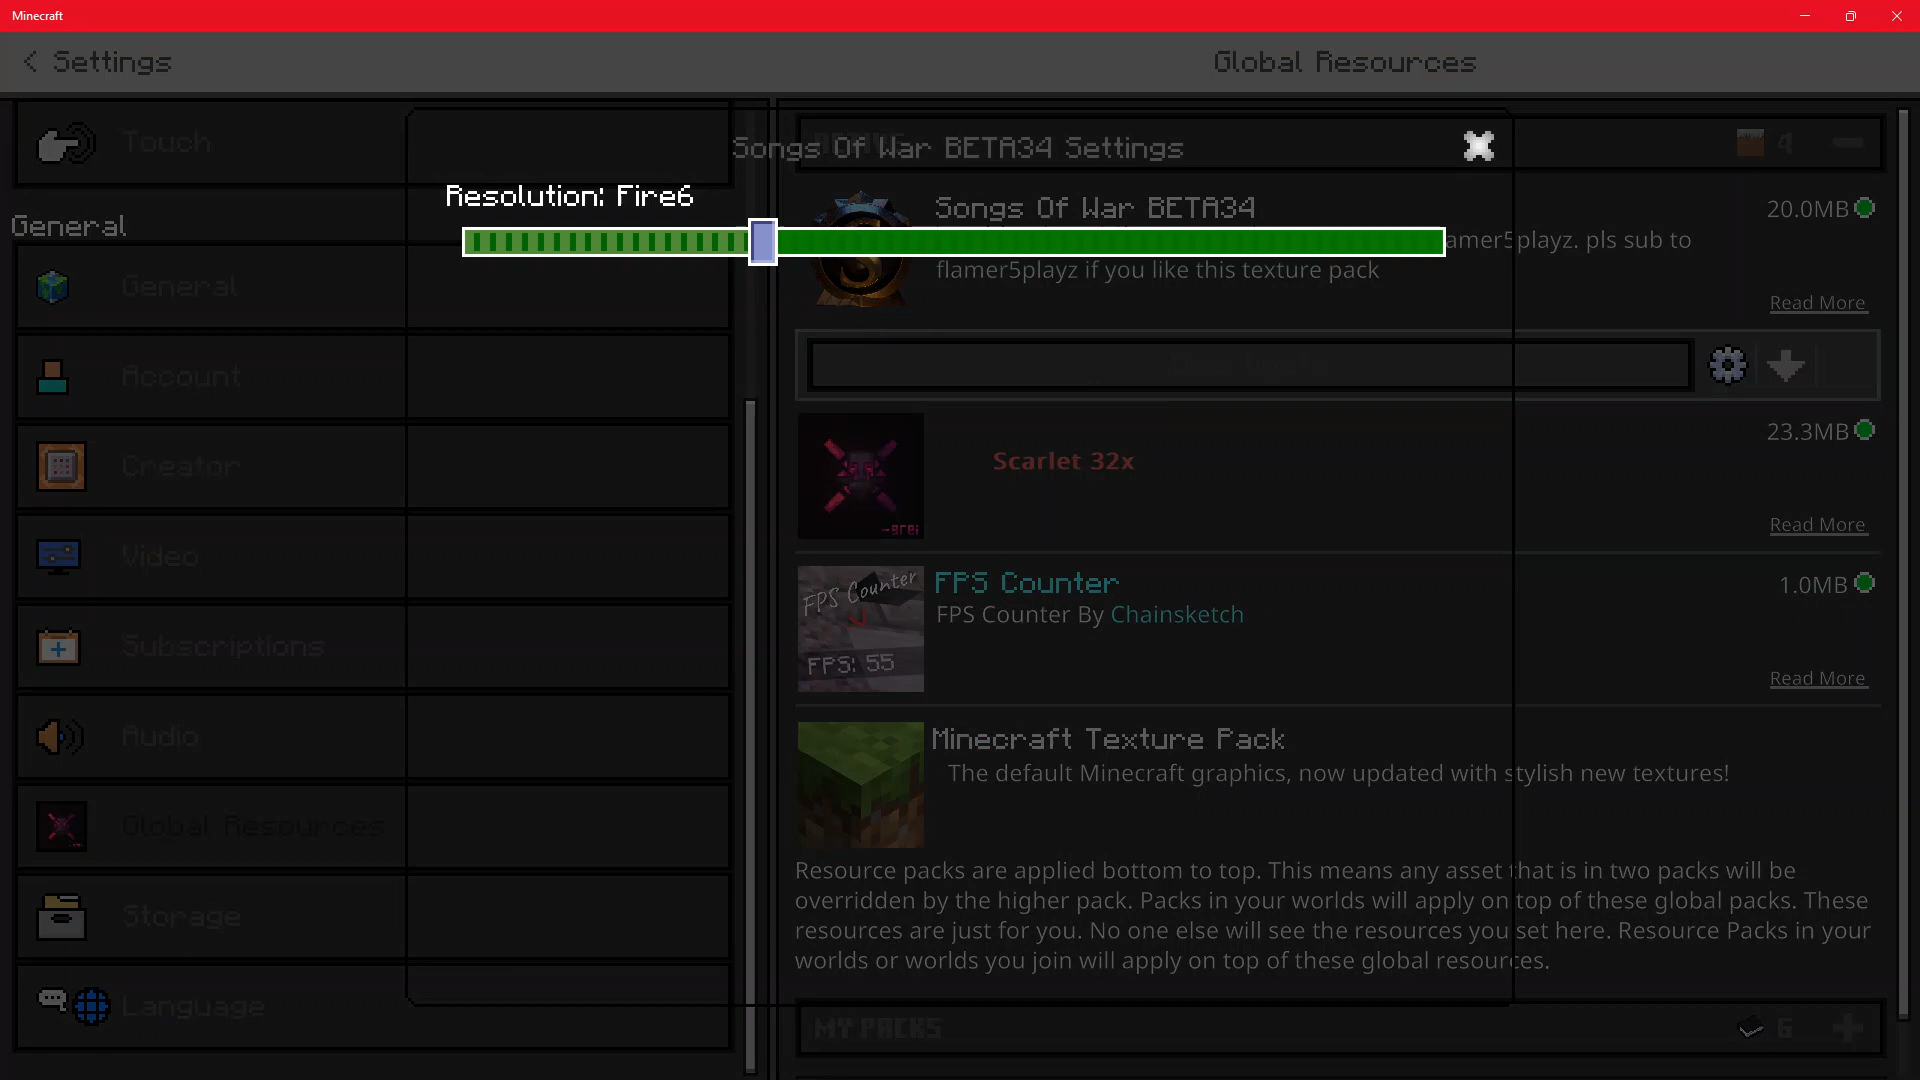 Minecraft
Settings
Global Resources
Touch
Songs Of War BETA34 Settings
4
Resolution: Fire6
General
Songs Of War BETA34
20.0MB
amer5playz. pls sub to
flamer5playz if you like this texture pack
Read More
General
Account
Creator
Video
Subscriptions
Audio
Global Resources
Storage
Language
Scarlet 32x
23.3MB
-grei
Read More
FPS Counter
FPS: 55
FPS Counter
1.0MB
FPS Counter By Chainsketch
Read More
Minecraft Texture Pack
The default Minecraft graphics, now updated with stylish new textures!
Resource packs are applied bottom to top. This means any asset that is in two packs will be
overridden by the higher pack. Packs in your worlds will apply on top of these global packs. These
resources are just for you. No one else will see the resources you set here. Resource Packs in your
worlds or worlds you join will apply on top of these global resources.
MY PACKS
6